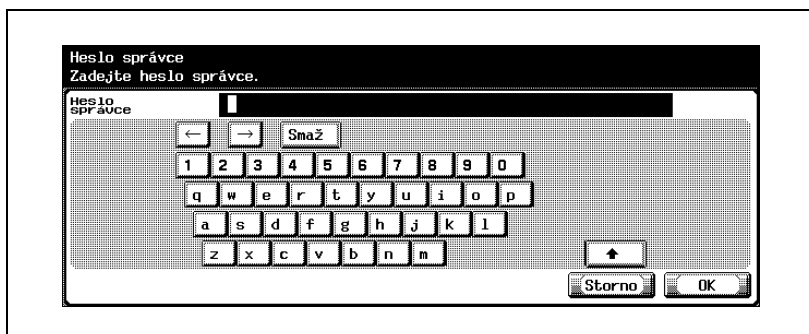 Heslo správce
Zadejte heslo správce.
Heslo
správce
← → Smaž
1 2 3 4 5 6 7 8 9 0
q w e r t y u i o p
a s d f g h j k l
z x c v b n m ↑
Storno OK